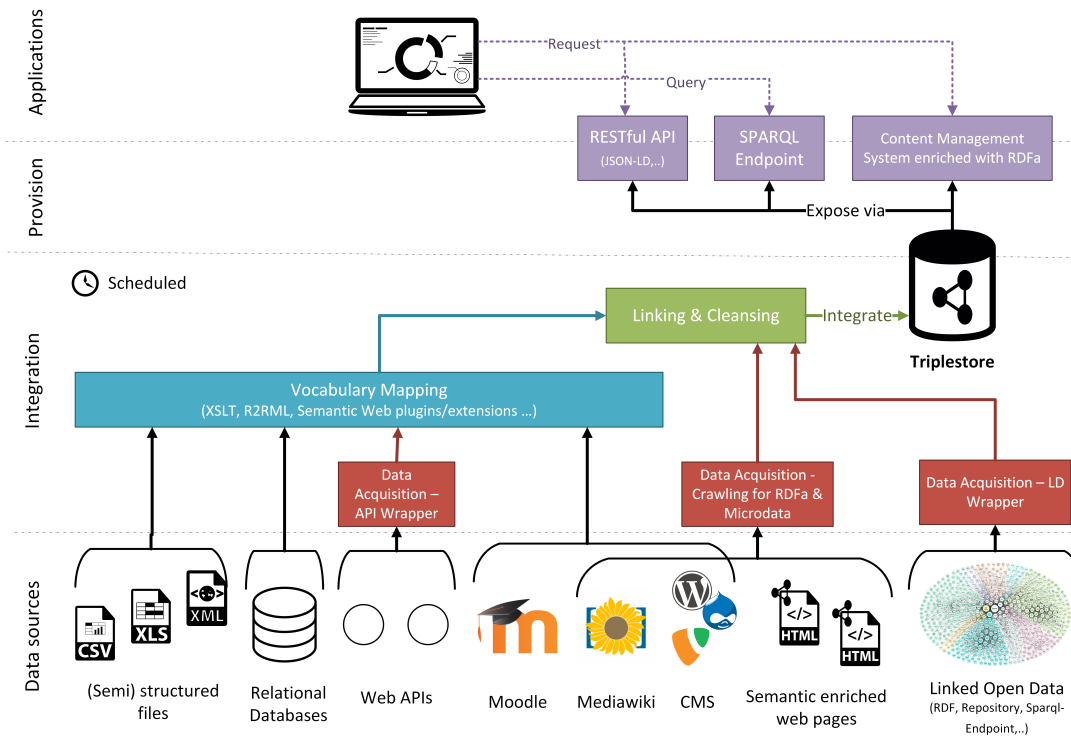 Applications
Request
Query
RESTful API
(JSON-LD,..)
SPARQL
Endpoint
Content Management
System enriched with RDFa
Provision
Expose via
Integration
Scheduled
Linking & Cleansing
Integrate
Triplestore
Vocabulary Mapping
(XSLT, R2RML, Semantic Web plugins/extensions ...)
Data
Acquisition –
API Wrapper
Data Acquisition -
Crawling for RDFa &
Microdata
Data Acquisition – LD
Wrapper
Data sources
CSV
XLS
XML
HTML
HTML
(Semi) structured
files
Relational
Databases
Web APIs
Moodle
Mediawiki
CMS
Semantic enriched
web pages
Linked Open Data
(RDF, Repository, Sparql-
Endpoint,..)